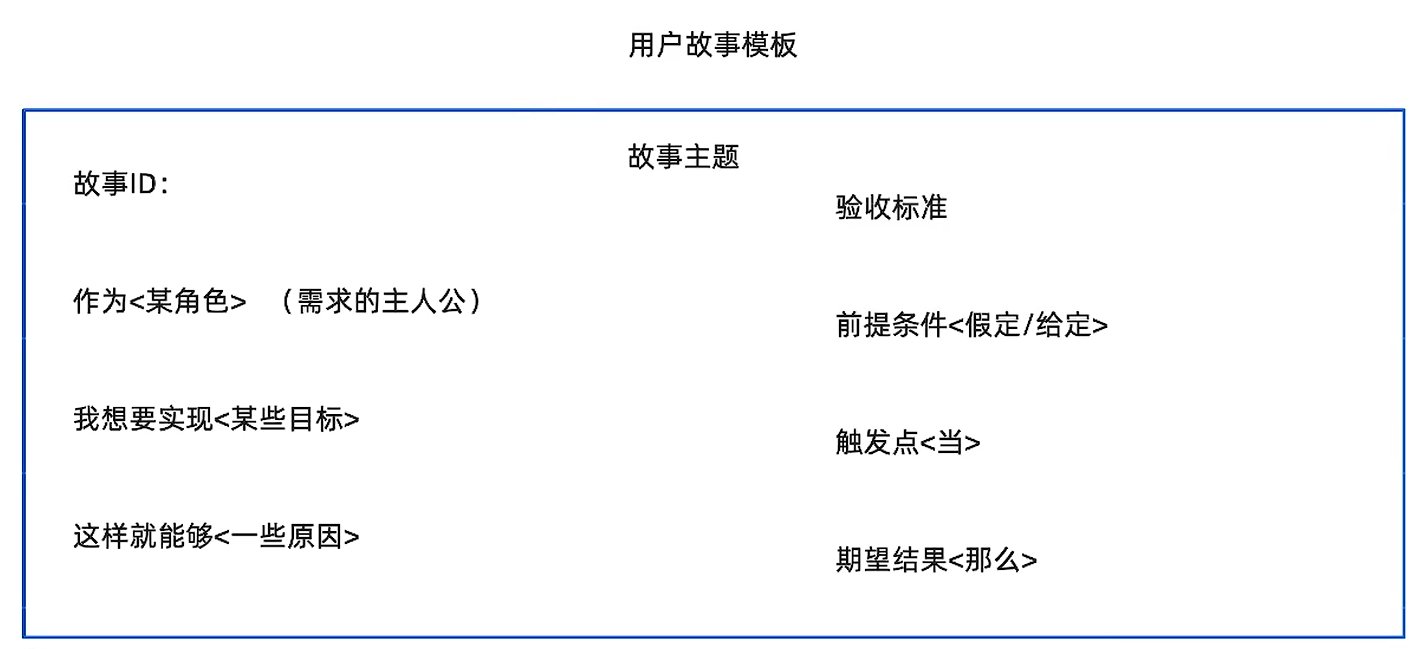 用户故事模板
故事主题
故事ID：
作为<某角色> （需求的主人公）
我想要实现<某些目标>
这样就能够<一些原因>
验收标准
前提条件<假定/给定>
触发点<当>
期望结果<那么>